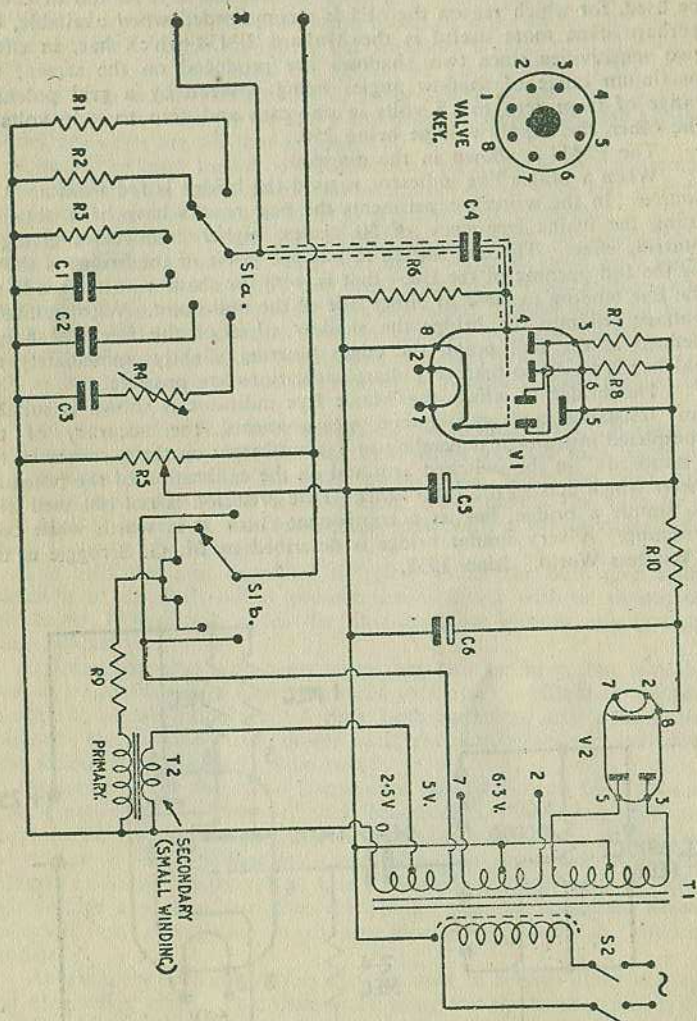 T1
S2
~
R10
V2
8
2
7
3
5
2
6.3 V.
7
5 V.
2.5V
0
R7
R8
3
6
5
4
V1
8
2
7
C5
C6
VALVE
KEY.
1
2
3
4
5
6
7
8
C4
R6
T2
SECONDARY
(SMALL WINDING)
PRIMARY.
R9
S1a.
S1b.
R1
R2
R3
C1
C2
C3
R4
R5